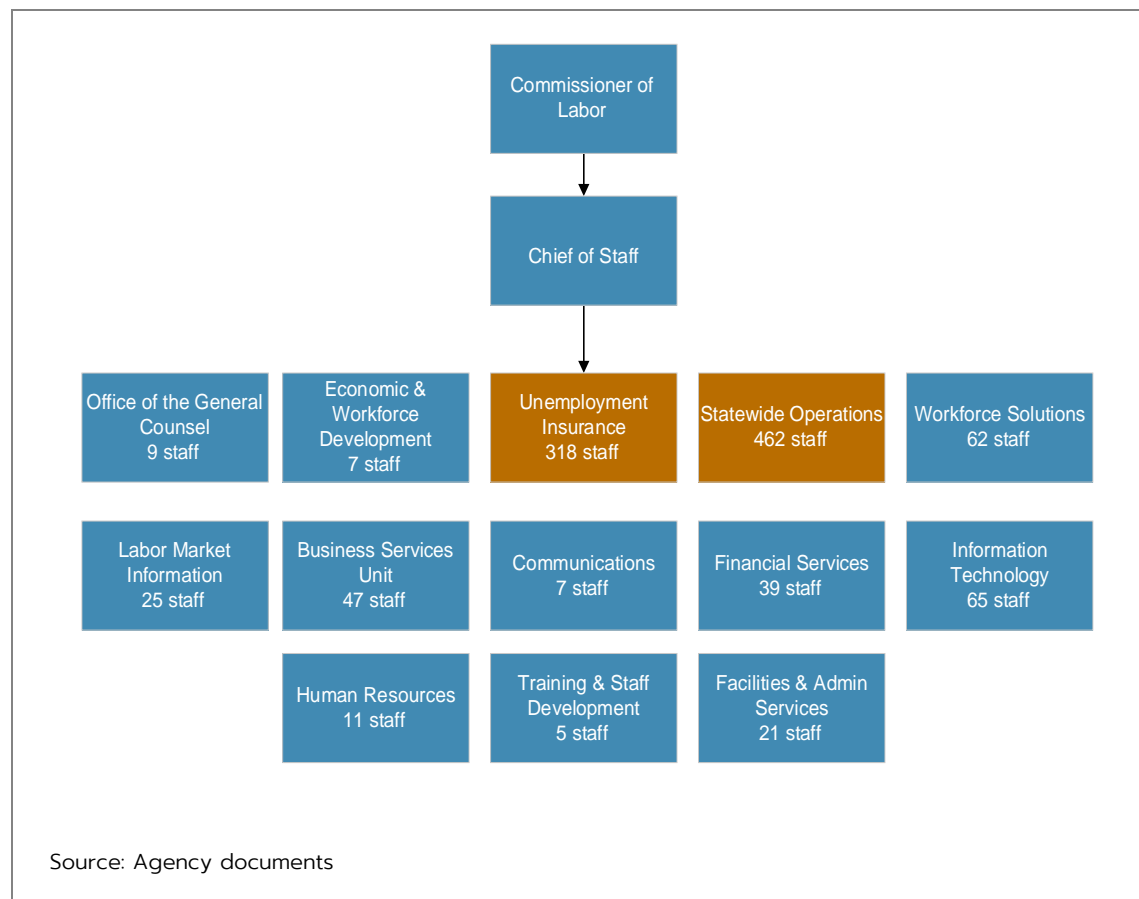 Commissioner of
Labor
Chief of Staff
Office of the General
Counsel
9 staff
Economic &
Workforce
Development
7 staff
Unemployment
Insurance
318 staff
Statewide Operations
462 staff
Workforce Solutions
62 staff
Labor Market
Information
25 staff
Business Services
Unit
47 staff
Communications
7 staff
Financial Services
39 staff
Information
Technology
65 staff
Human Resources
11 staff
Training & Staff
Development
5 staff
Facilities & Admin
Services
21 staff
Source: Agency documents